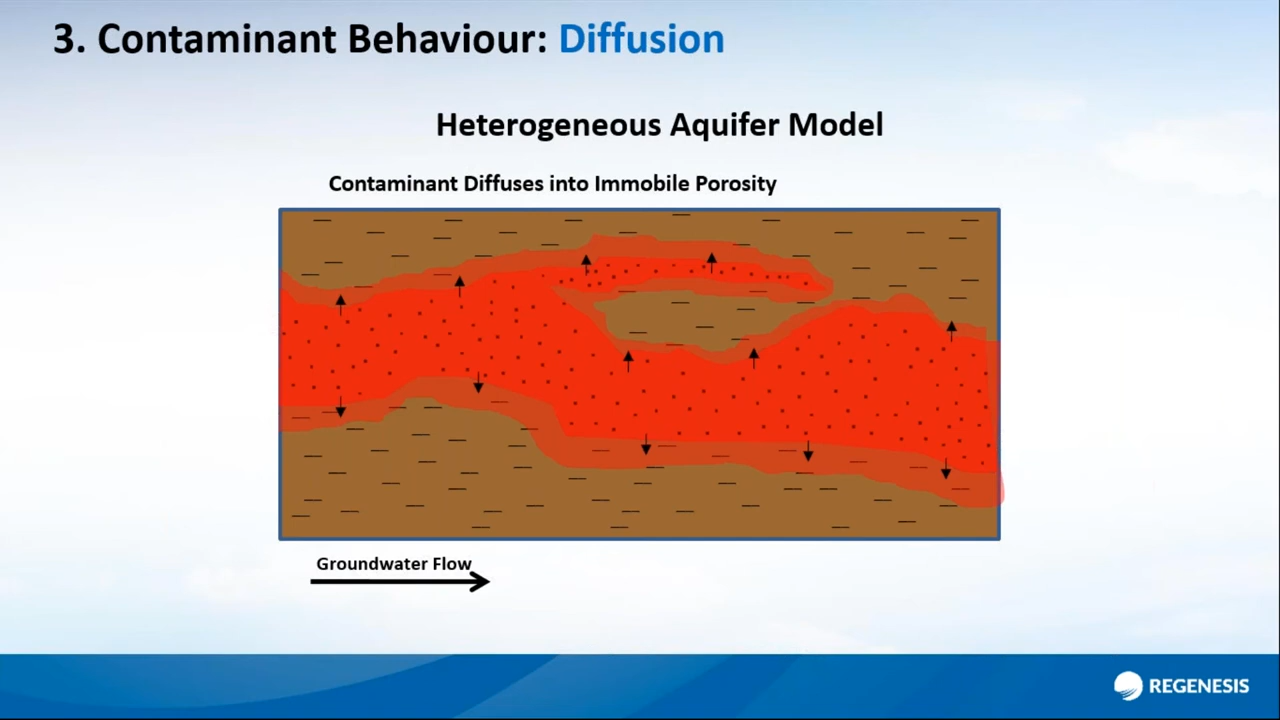 3. Contaminant Behaviour: Diffusion
Heterogeneous Aquifer Model
Contaminant Diffuses into Immobile Porosity
Groundwater Flow
REGENESIS